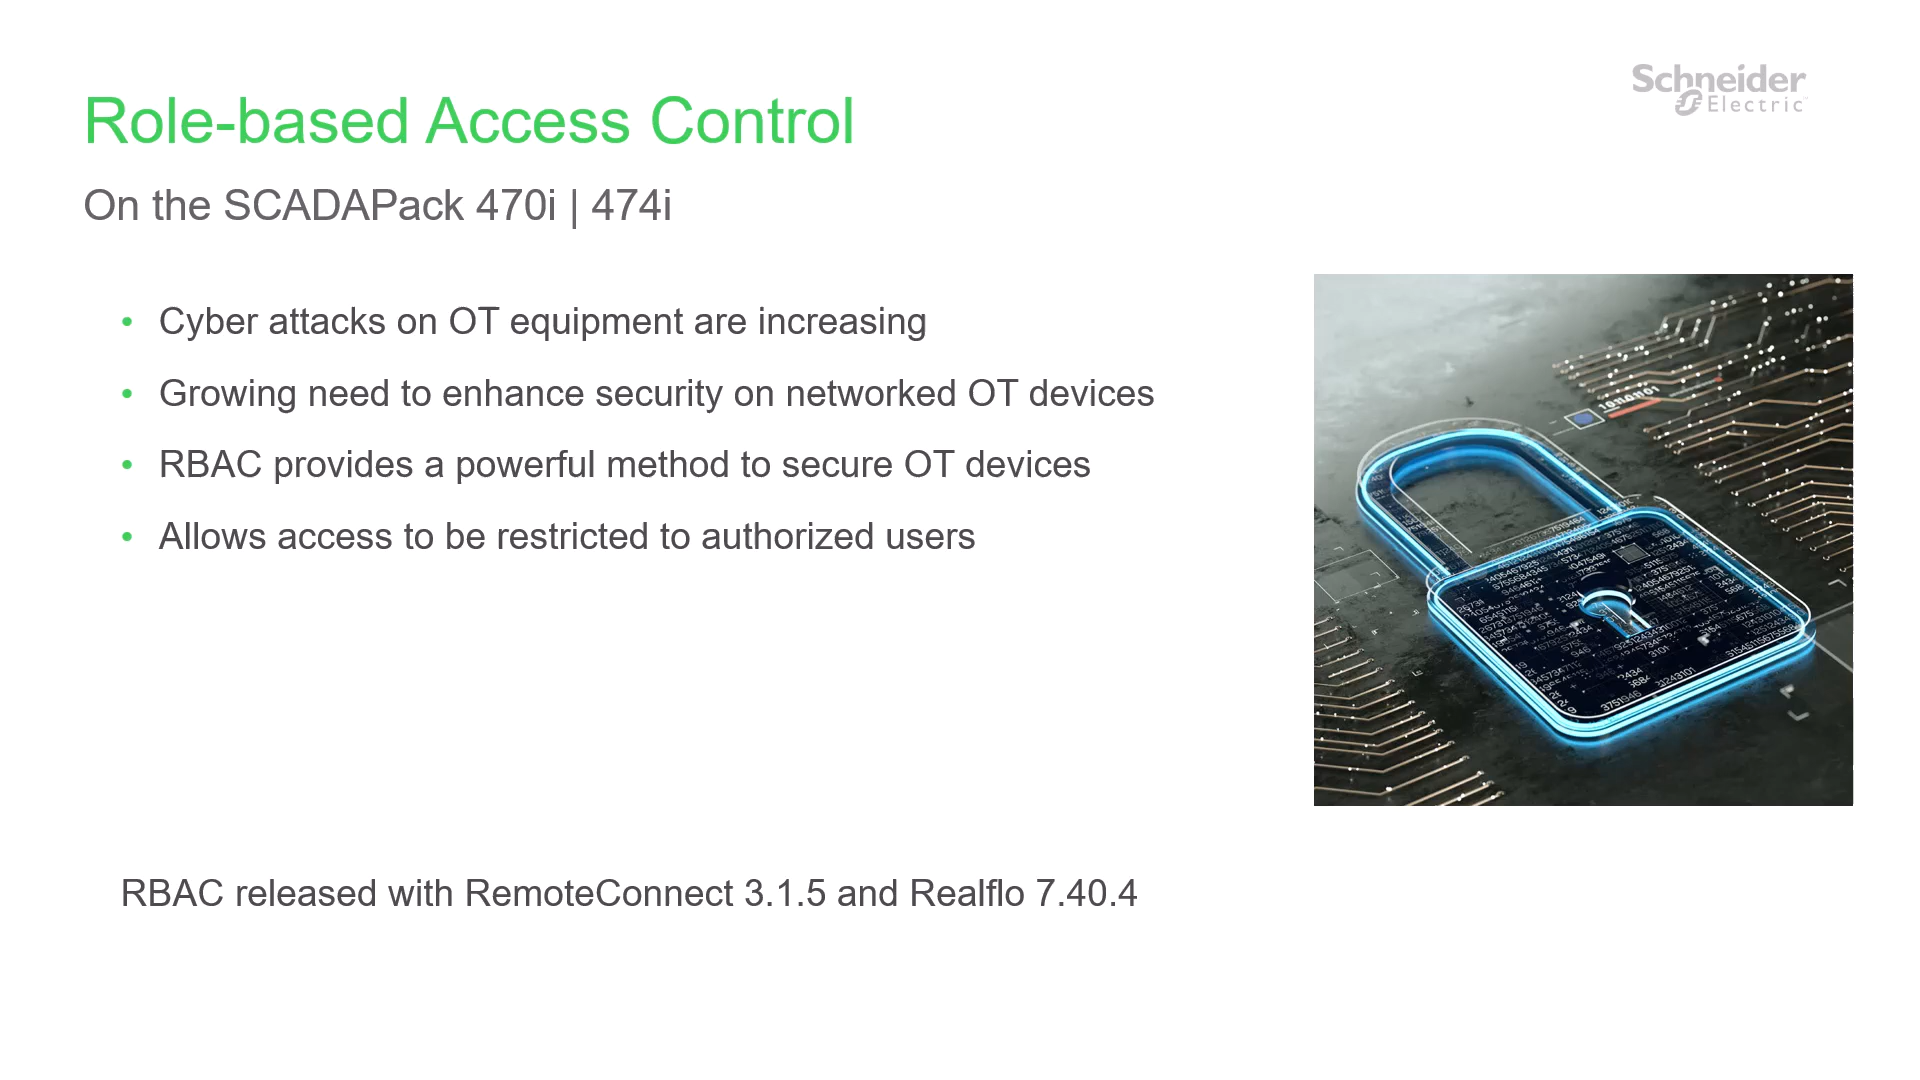 Schneider
Electric
Role-based Access Control
On the SCADAPack 470i | 474i
• Cyber attacks on OT equipment are increasing
• Growing need to enhance security on networked OT devices
• RBAC provides a powerful method to secure OT devices
• Allows access to be restricted to authorized users
RBAC released with RemoteConnect 3.1.5 and Realflo 7.40.4